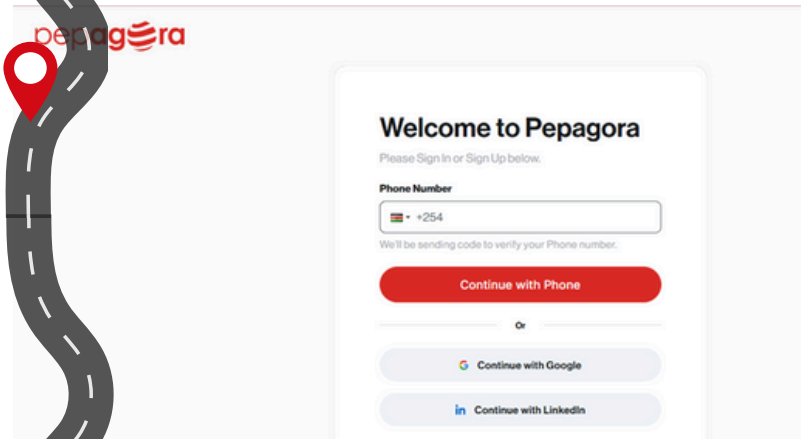 pepagora
Welcome to Pepagora
Please Sign In or Sign Up below.
Phone Number
+254
We'll be sending code to verify your Phone number.
Continue with Phone
Or
Continue with Google
in Continue with LinkedIn